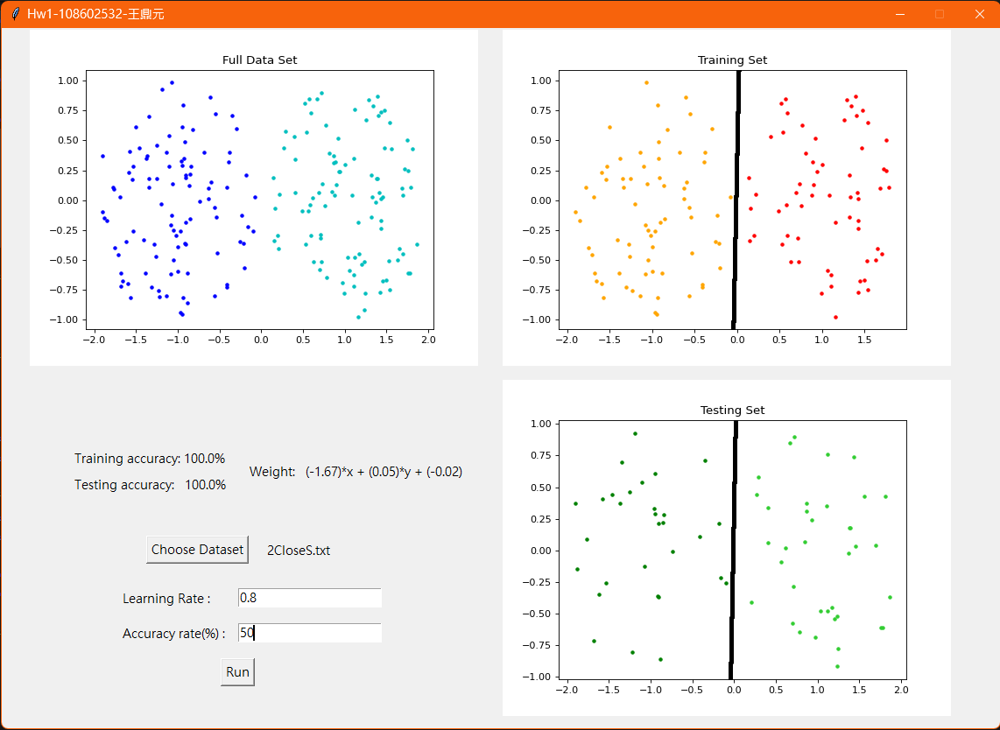 Hw1-108602532-王鼎元
Full Data Set
1.00
0.75
0.50
0.25
0.00
−0.25
−0.50
−0.75
−1.00
−2.0 −1.5 −1.0 −0.5 0.0 0.5 1.0 1.5 2.0
Training Set
1.00
0.75
0.50
0.25
0.00
−0.25
−0.50
−0.75
−1.00
−2.0 −1.5 −1.0 −0.5 0.0 0.5 1.0 1.5
Training accuracy: 100.0%
Testing accuracy: 100.0%
Weight: (-1.67)*x + (0.05)*y + (-0.02)
Choose Dataset 2CloseS.txt
Learning Rate : 0.8
Accuracy rate(%) : 50
Run
Testing Set
1.00
0.75
0.50
0.25
0.00
−0.25
−0.50
−0.75
−1.00
−2.0 −1.5 −1.0 −0.5 0.0 0.5 1.0 1.5 2.0